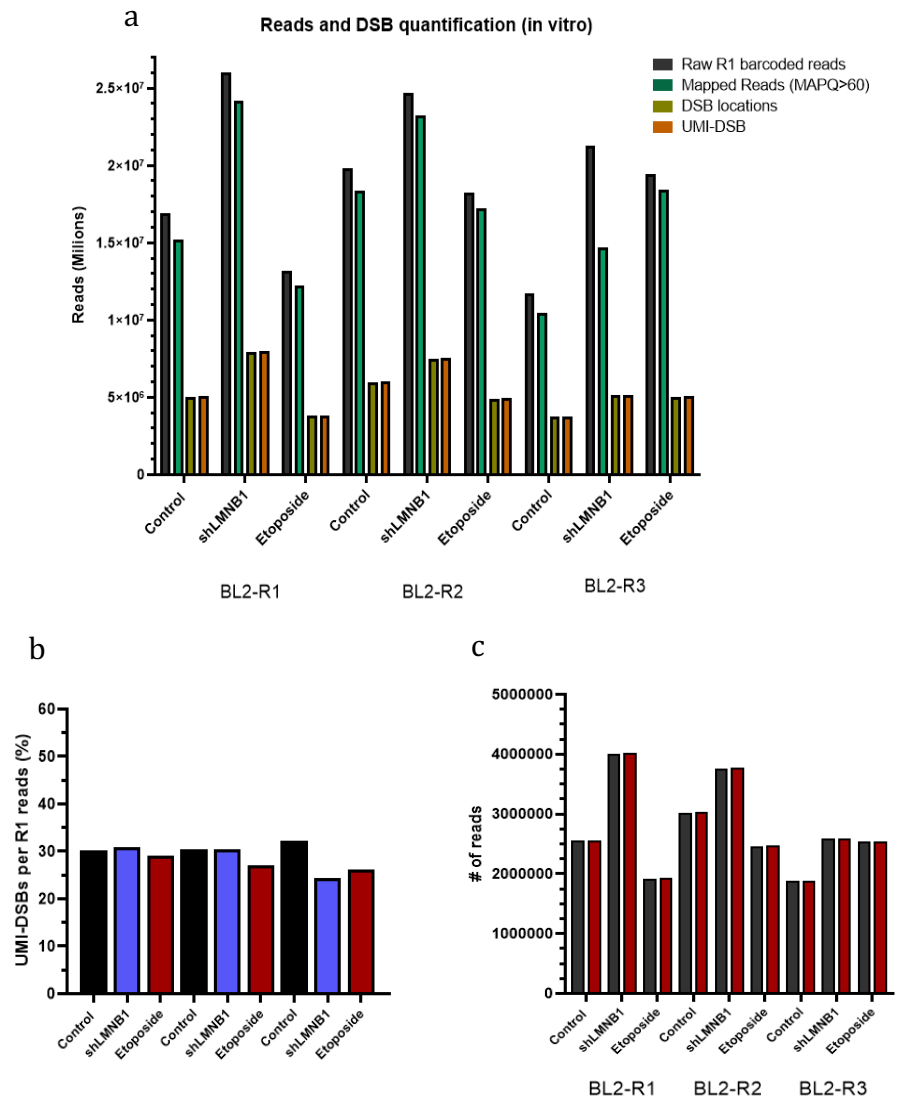 a
Reads and DSB quantification (in vitro)
Raw R1 barcoded reads
Mapped Reads (MAPQ>60)
DSB locations
UMI-DSB
Reads (Milions)
2.5×10⁷
2×10⁷
1.5×10⁷
1×10⁷
5×10⁶
0
Control
shLMNB1
Etoposide
Control
shLMNB1
Etoposide
Control
shLMNB1
Etoposide
BL2-R1
BL2-R2
BL2-R3
b
UMI-DSBs per R1 reads (%)
60
50
40
30
20
10
0
Control
shLMNB1
Etoposide
Control
shLMNB1
Etoposide
Control
shLMNB1
Etoposide
c
# of reads
5000000
4000000
3000000
2000000
1000000
0
Control
shLMNB1
Etoposide
Control
shLMNB1
Etoposide
Control
shLMNB1
Etoposide
BL2-R1
BL2-R2
BL2-R3